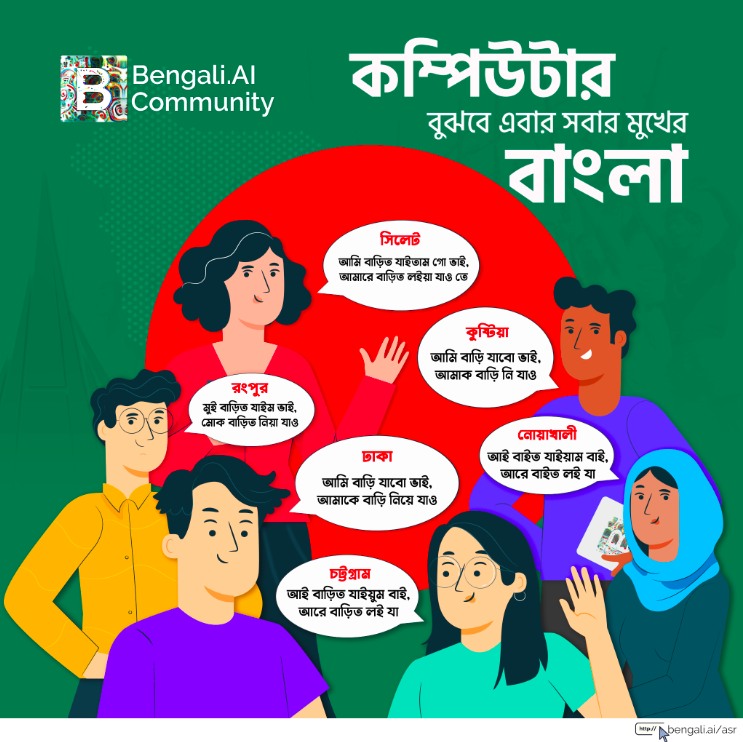 Bengali.AI
Community
কম্পিউটার
বুঝবে এবার সবার মুখের
বাংলা
সিলেট
আমি বাড়িত যাইতাম গো ভাই,
আমারে বাড়িত লইয়া যাও তে
কুষ্টিয়া
আমি বাড়ি যাবো ভাই,
আমাক বাড়ি নি যাও
রংপুর
মুই বাড়িত যাইম ভাই,
মোক বাড়িত নিয়া যাও
নোয়াখালী
আই বাইত যাইয়াম বাই,
আরে বাইত লই যা
ঢাকা
আমি বাড়ি যাবো ভাই,
আমাকে বাড়ি নিয়ে যাও
চট্টগ্রাম
আই বাড়িত যাইয়ুম বাই,
আরে বাড়িত লই যা
http:// bengali.ai/asr